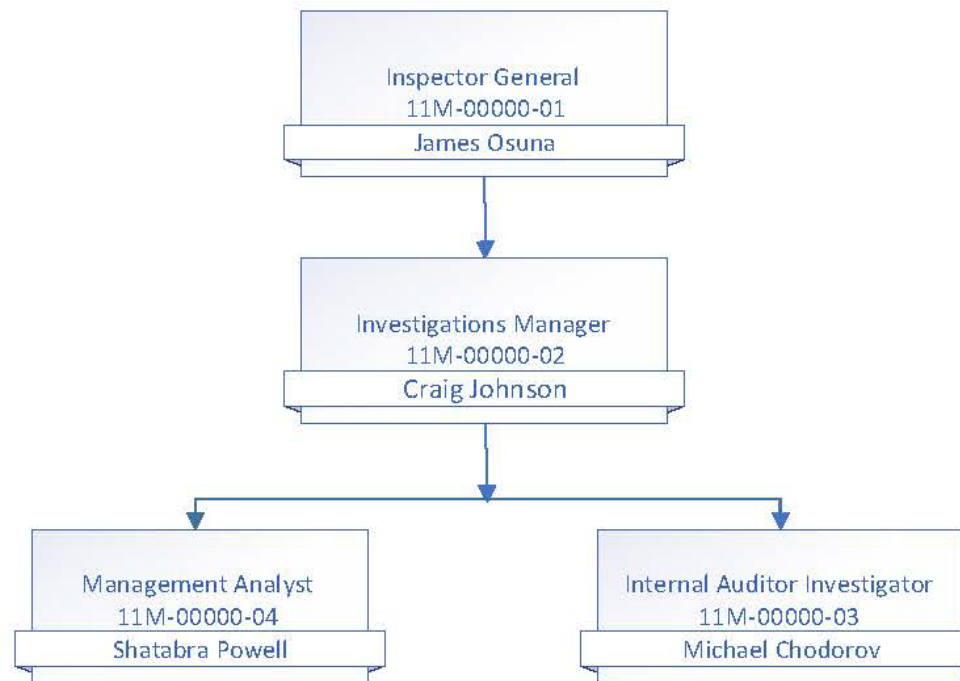 Inspector General
11M-00000-01
James Osuna
Investigations Manager
11M-00000-02
Craig Johnson
Management Analyst
11M-00000-04
Shatabra Powell
Internal Auditor Investigator
11M-00000-03
Michael Chodorov